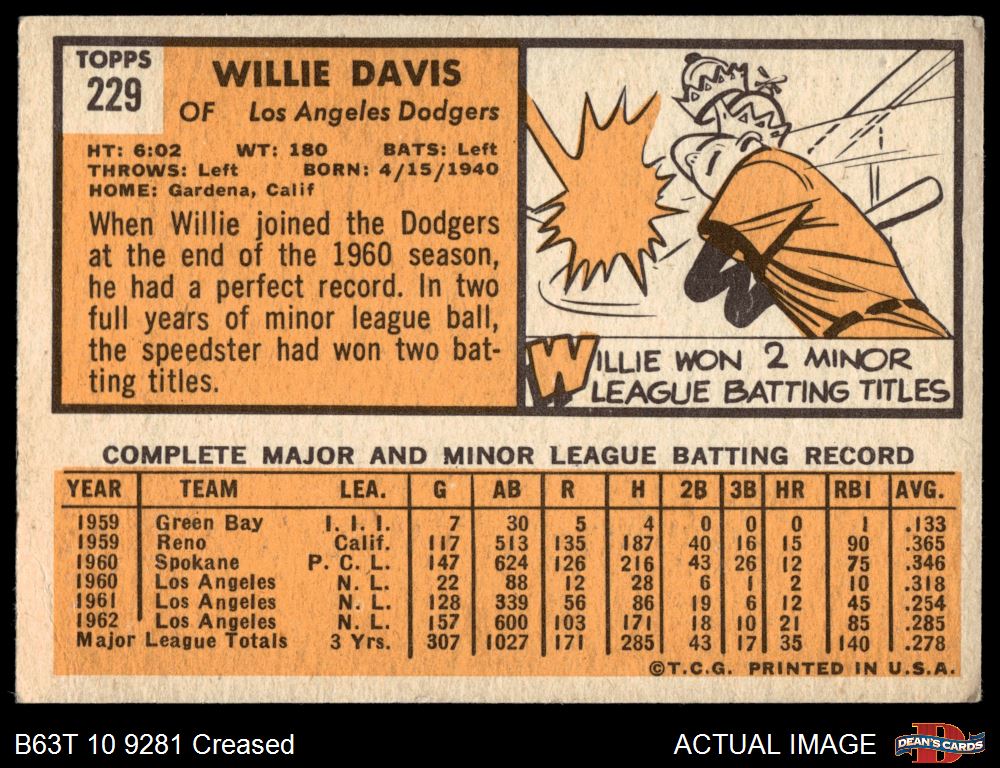 TOPPS
229
WILLIE DAVIS
OF Los Angeles Dodgers
HT: 6:02 WT: 180 BATS: Left
THROWS: Left BORN: 4/15/1940
HOME: Gardena, Calif
When Willie joined the Dodgers
at the end of the 1960 season,
he had a perfect record. In two
full years of minor league ball,
the speedster had won two bat-
ting titles.
WILLIE WON 2 MINOR
LEAGUE BATTING TITLES
COMPLETE MAJOR AND MINOR LEAGUE BATTING RECORD
YEAR TEAM LEA. G AB R H 2B 3B HR RBI AVG.
1959 Green Bay I. I. I. 7 30 5 4 0 0 0 1 .133
1959 Reno Calif. 117 513 135 187 40 16 15 90 .365
1960 Spokane P. C. L. 147 624 126 216 43 26 12 75 .346
1960 Los Angeles N. L. 22 88 12 28 6 1 2 10 .318
1961 Los Angeles N. L. 128 339 56 86 19 6 12 45 .254
1962 Los Angeles N. L. 157 600 103 171 18 10 21 85 .285
Major League Totals 3 Yrs. 307 1027 171 285 43 17 35 140 .278
©T.C.G. PRINTED IN U.S.A.
B63T 10 9281 Creased
ACTUAL IMAGE
DEAN'S CARDS